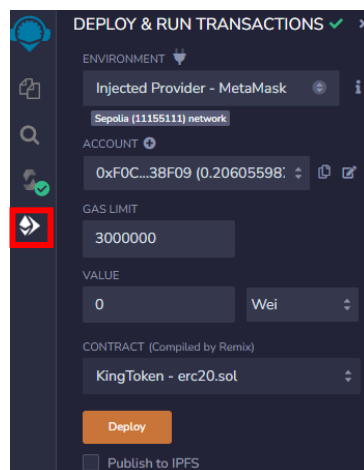 DEPLOY & RUN TRANSACTIONS
ENVIRONMENT
Injected Provider - MetaMask
Sepolia (11155111) network
ACCOUNT
0xF0C...38F09 (0.20605598
GAS LIMIT
3000000
VALUE
0 Wei
CONTRACT (Compiled by Remix)
KingToken - erc20.sol
Deploy
Publish to IPFS